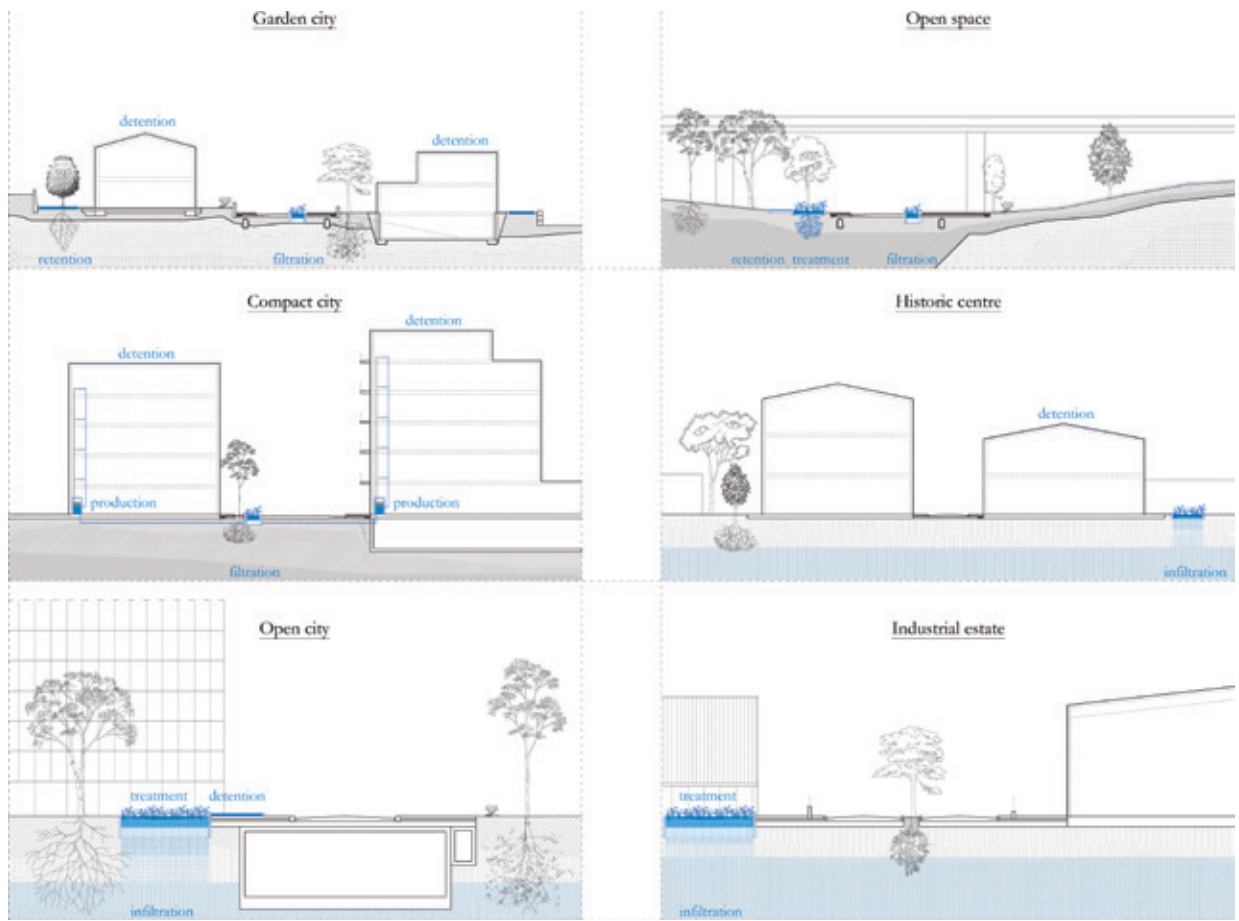 Garden city
detention
detention
retention
filtration
Open space
retention
treatment
filtration
Compact city
detention
detention
production
production
filtration
Historic centre
detention
infiltration
Open city
treatment
detention
infiltration
Industrial estate
treatment
infiltration